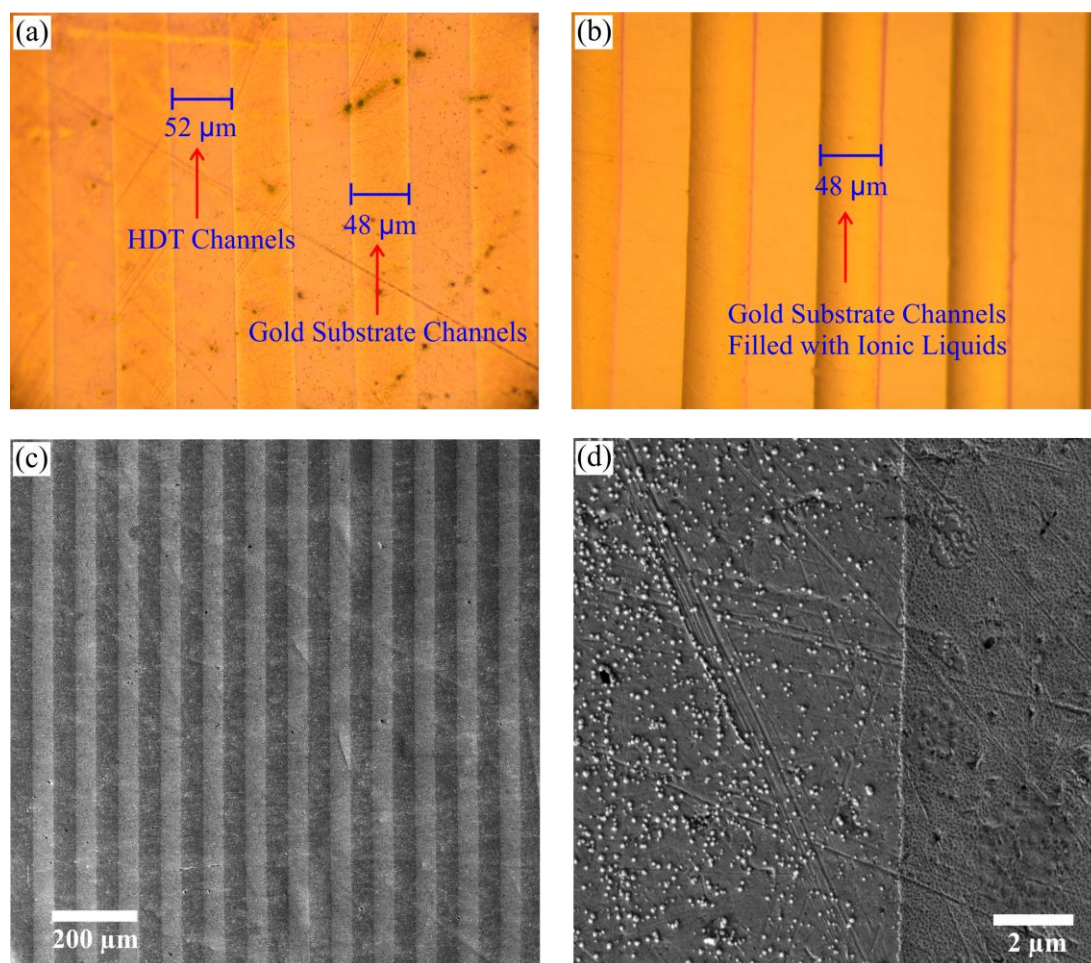 (a)
52 µm
HDT Channels
48 µm
Gold Substrate Channels
(b)
48 µm
Gold Substrate Channels
Filled with Ionic Liquids
(c)
200 µm
(d)
2 µm